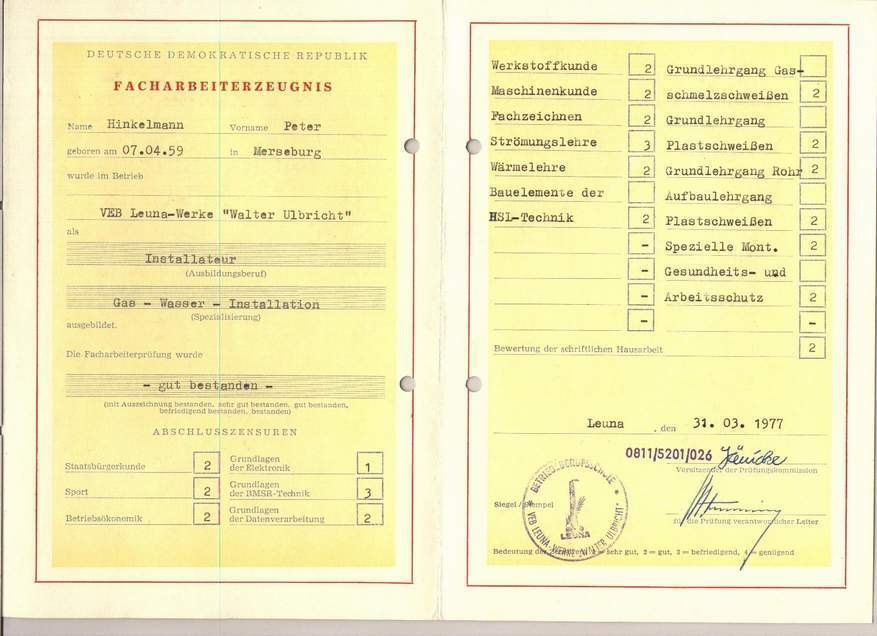 DEUTSCHE DEMOKRATISCHE REPUBLIK
FACHARBEITERZEUGNIS
Name Hinkelmann Vorname Peter
geboren am 07.04.59 in Merseburg
wurde im Betrieb
VEB Leuna-Werke "Walter Ulbricht"
als
Installateur
(Ausbildungsberuf)
Gas - Wasser - Installation
(Spezialisierung)
ausgebildet.
Die Facharbeiterprüfung wurde
- gut bestanden -
(mit Auszeichnung bestanden, sehr gut bestanden, gut bestanden,
befriedigend bestanden, bestanden)
ABSCHLUSSZENSUREN
Staatsbürgerkunde 2
Sport 2
Betriebsökonomik 2
Grundlagen
der Elektronik 1
Grundlagen
der BMSR-Technik 3
Grundlagen
der Datenverarbeitung 2
Werkstoffkunde 2
Maschinenkunde 2
Fachzeichnen 2
Strömungslehre 3
Wärmelehre 2
Bauelemente der
HSL-Technik 2
-
-
-
-
Grundlehrgang Gas-
schmelzschweißen 2
Grundlehrgang
Plastschweißen 2
Grundlehrgang Rohr 2
Aufbaulehrgang
Plastschweißen 2
Spezielle Mont. 2
Gesundheits- und
Arbeitsschutz 2
-
Bewertung der schriftlichen Hausarbeit 2
Leuna , den 31. 03. 1977
0811/5201/026 Jänicke
Vorsitzender der Prüfungskommission
Siegel / Stempel
für die Prüfung verantwortlicher Leiter
BETRIEBSBERUFSSCHULE
VEB LEUNA-WERKE "WALTER ULBRICHT"
LEUNA
Bedeutung der Zensuren: 1 = sehr gut, 2 = gut, 3 = befriedigend, 4 = genügend